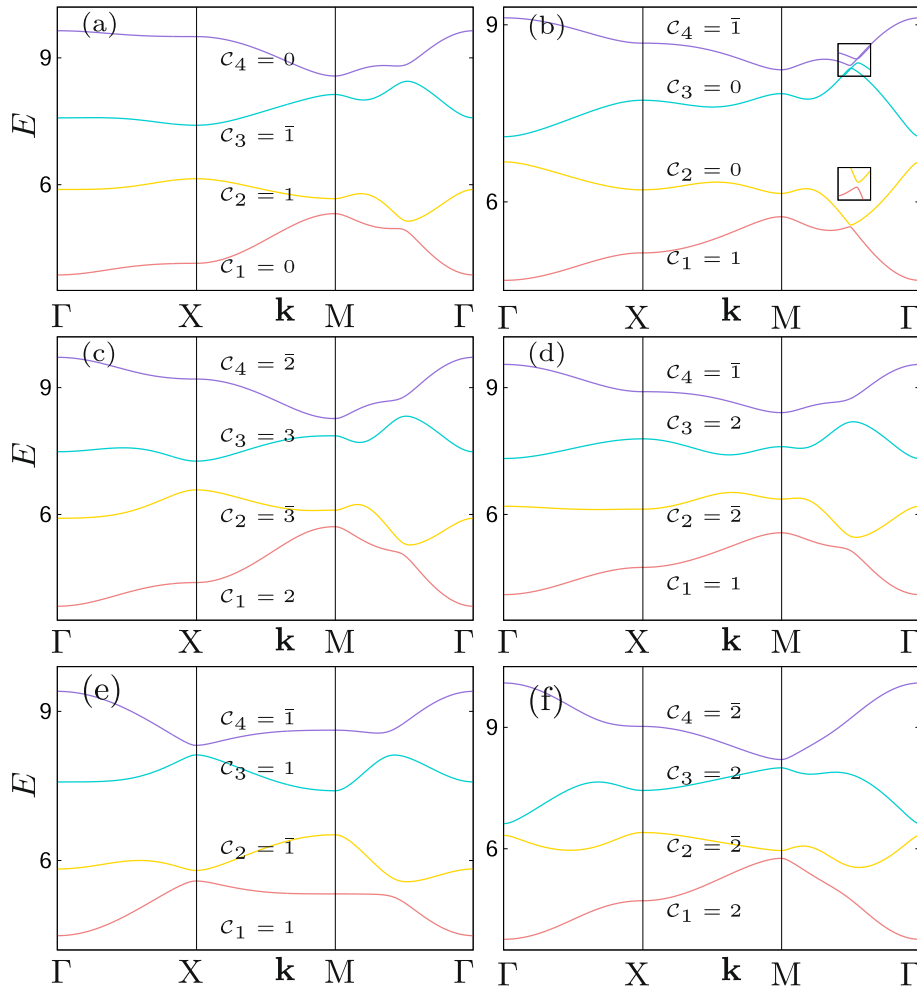 (a)
E
9
6
C₄ = 0
C₃ = 1̄
C₂ = 1
C₁ = 0
Γ X k M Γ
(b)
9
6
C₄ = 1̄
C₃ = 0
C₂ = 0
C₁ = 1
Γ X k M Γ
(c)
E
9
6
C₄ = 2̄
C₃ = 3
C₂ = 3̄
C₁ = 2
Γ X k M Γ
(d)
9
6
C₄ = 1̄
C₃ = 2
C₂ = 2̄
C₁ = 1
Γ X k M Γ
(e)
E
9
6
C₄ = 1̄
C₃ = 1
C₂ = 1̄
C₁ = 1
Γ X k M Γ
(f)
9
6
C₄ = 2̄
C₃ = 2
C₂ = 2̄
C₁ = 2
Γ X k M Γ